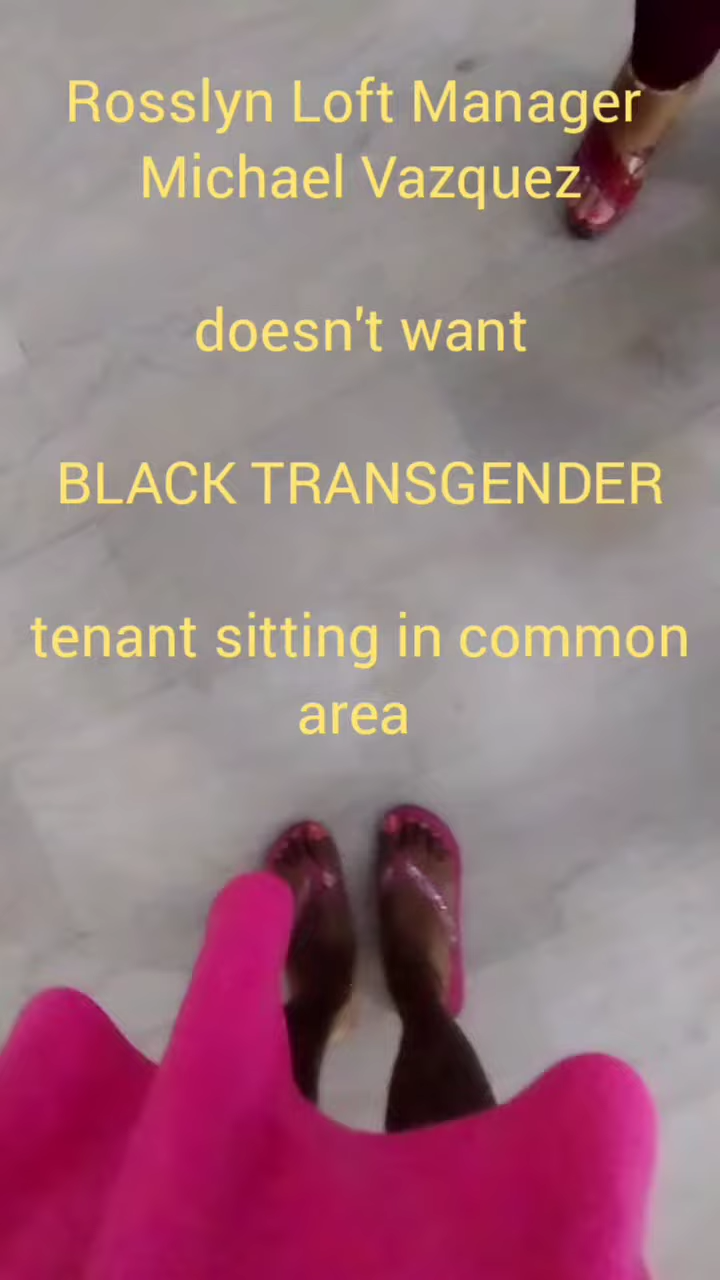 Rosslyn Loft Manager
Michael Vazquez
doesn't want
BLACK TRANSGENDER
tenant sitting in common
area